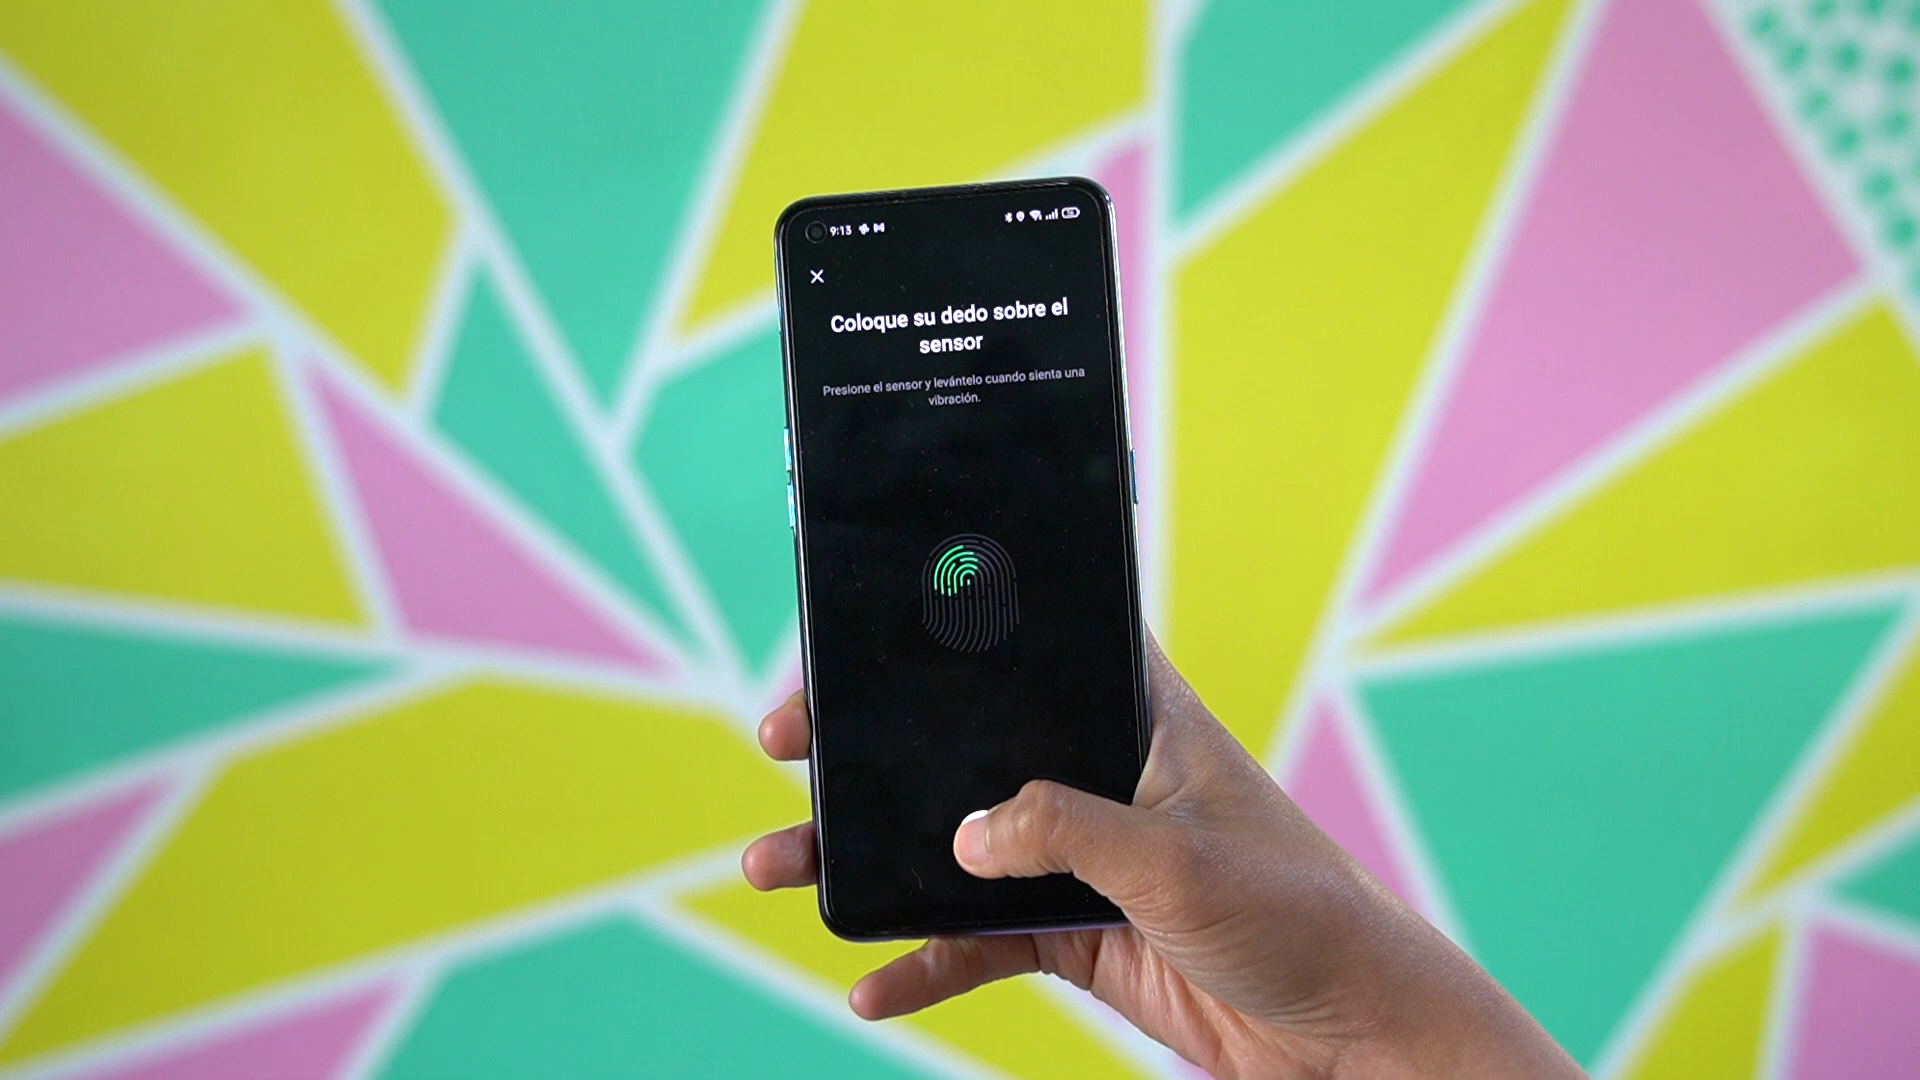 9:13
Coloque su dedo sobre el
sensor
Presione el sensor y levántelo cuando sienta una
vibración.